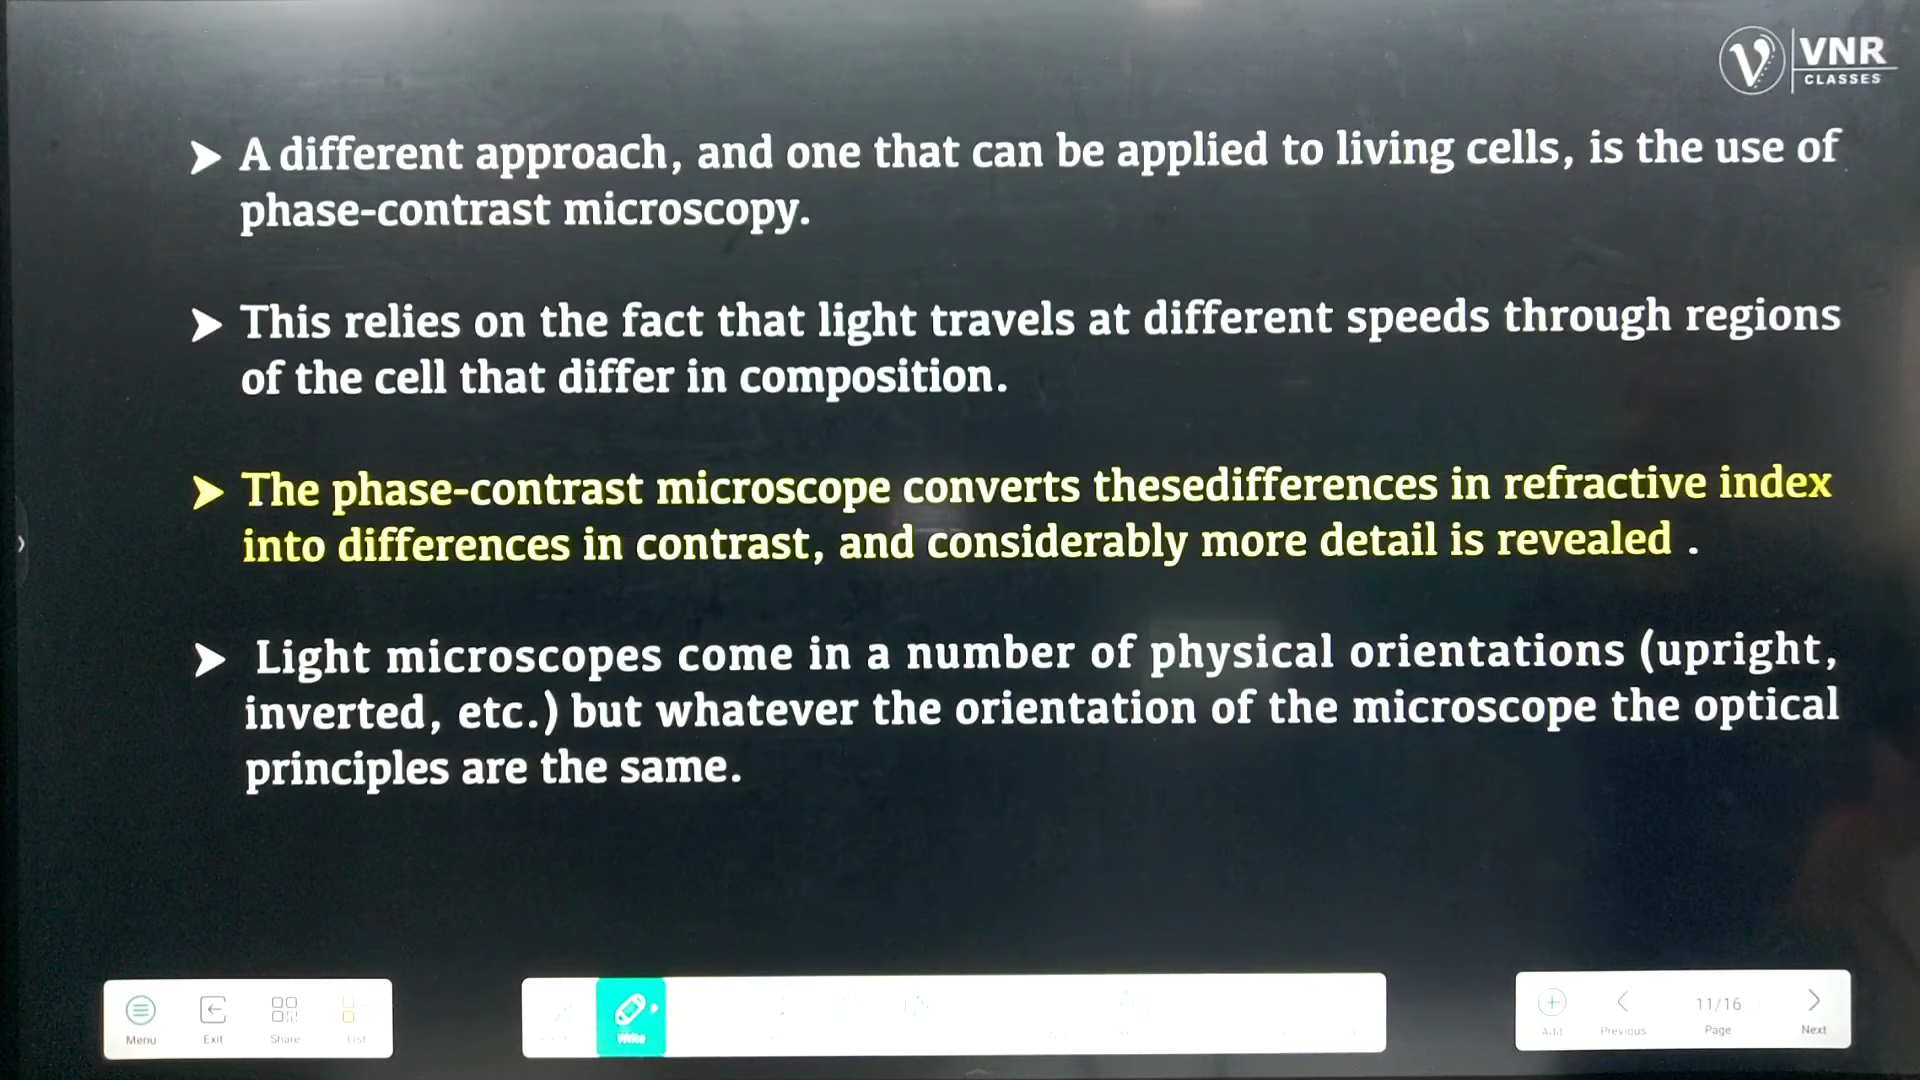 VNR
CLASSES
➤ A different approach, and one that can be applied to living cells, is the use of
phase-contrast microscopy.
➤ This relies on the fact that light travels at different speeds through regions
of the cell that differ in composition.
➤ The phase-contrast microscope converts thesedifferences in refractive index
into differences in contrast, and considerably more detail is revealed .
➤ Light microscopes come in a number of physical orientations (upright,
inverted, etc.) but whatever the orientation of the microscope the optical
principles are the same.
Menu Exit Share List Write Add Previous 11/16 Page Next